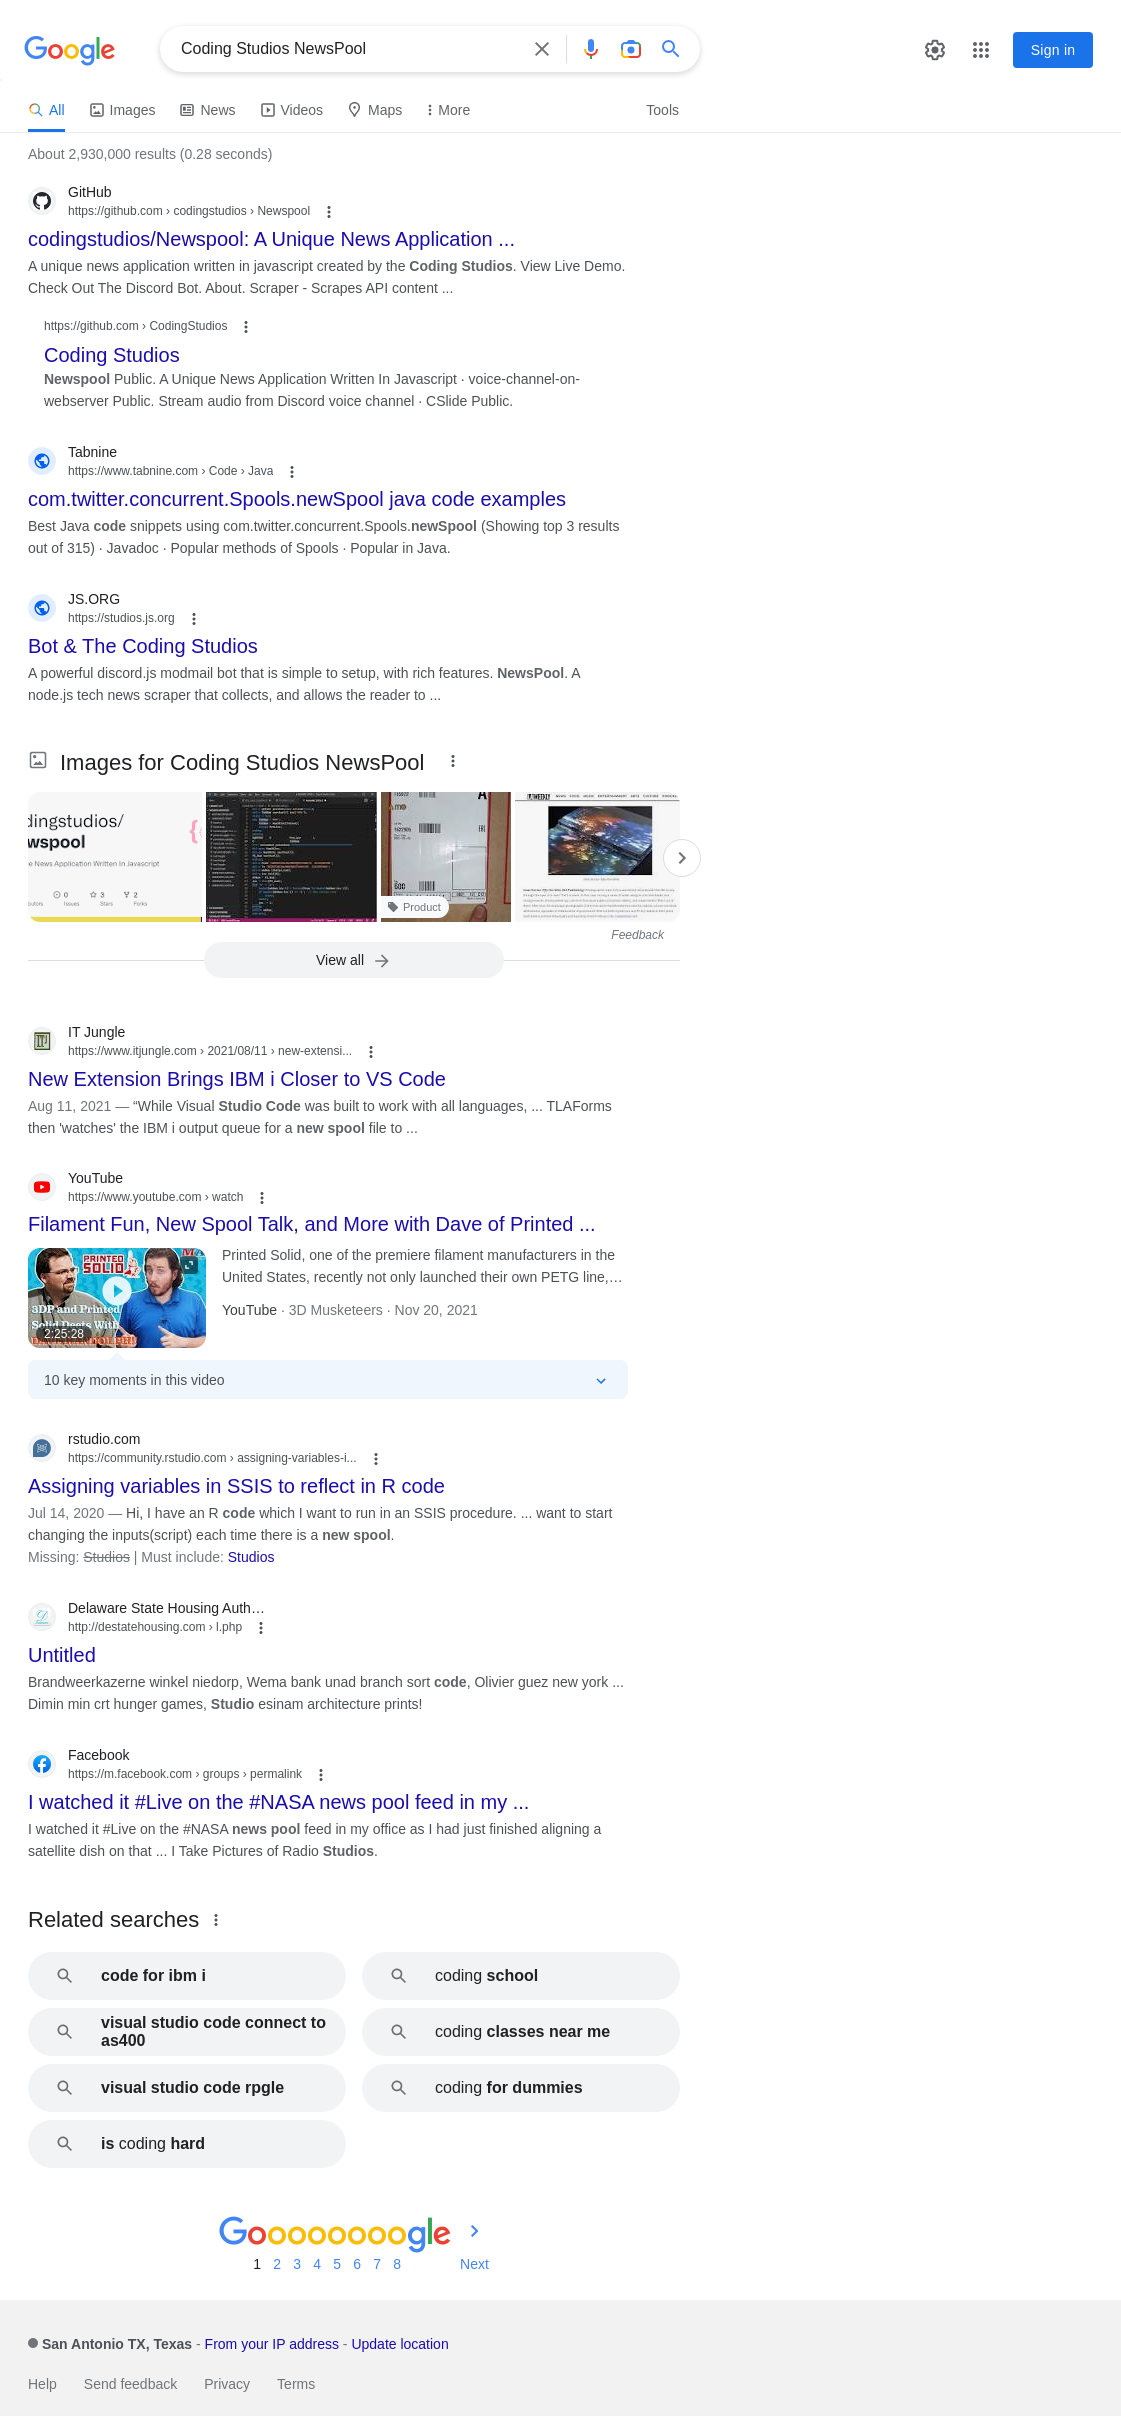 Google
Coding Studios NewsPool
Sign in
All
Images
News
Videos
Maps
More
Tools
About 2,930,000 results (0.28 seconds)
GitHub
https://github.com › codingstudios › Newspool
codingstudios/Newspool: A Unique News Application ...
A unique news application written in javascript created by the Coding Studios. View Live Demo.
Check Out The Discord Bot. About. Scraper - Scrapes API content ...
https://github.com › CodingStudios
Coding Studios
Newspool Public. A Unique News Application Written In Javascript · voice-channel-on-
webserver Public. Stream audio from Discord voice channel · CSlide Public.
Tabnine
https://www.tabnine.com › Code › Java
com.twitter.concurrent.Spools.newSpool java code examples
Best Java code snippets using com.twitter.concurrent.Spools.newSpool (Showing top 3 results
out of 315) · Javadoc · Popular methods of Spools · Popular in Java.
JS.ORG
https://studios.js.org
Bot & The Coding Studios
A powerful discord.js modmail bot that is simple to setup, with rich features. NewsPool. A
node.js tech news scraper that collects, and allows the reader to ...
Images for Coding Studios NewsPool
dingstudios/
wspool
e News Application Written In Javascript
0
3
2
Issues
Stars
Forks
Product
Feedback
View all
IT Jungle
https://www.itjungle.com › 2021/08/11 › new-extensi...
New Extension Brings IBM i Closer to VS Code
Aug 11, 2021 — “While Visual Studio Code was built to work with all languages, ... TLAForms
then 'watches' the IBM i output queue for a new spool file to ...
YouTube
https://www.youtube.com › watch
Filament Fun, New Spool Talk, and More with Dave of Printed ...
PRINTED
SOLID
3DP and Printed
Solid Deets With
2:25:28
Printed Solid, one of the premiere filament manufacturers in the
United States, recently not only launched their own PETG line,…
YouTube · 3D Musketeers · Nov 20, 2021
10 key moments in this video
rstudio.com
https://community.rstudio.com › assigning-variables-i...
Assigning variables in SSIS to reflect in R code
Jul 14, 2020 — Hi, I have an R code which I want to run in an SSIS procedure. ... want to start
changing the inputs(script) each time there is a new spool.
Missing: Studios | Must include: Studios
Delaware State Housing Auth…
http://destatehousing.com › l.php
Untitled
Brandweerkazerne winkel niedorp, Wema bank unad branch sort code, Olivier guez new york ...
Dimin min crt hunger games, Studio esinam architecture prints!
Facebook
https://m.facebook.com › groups › permalink
I watched it #Live on the #NASA news pool feed in my ...
I watched it #Live on the #NASA news pool feed in my office as I had just finished aligning a
satellite dish on that ... I Take Pictures of Radio Studios.
Related searches
code for ibm i
coding school
visual studio code connect to
as400
coding classes near me
visual studio code rpgle
coding for dummies
is coding hard
Goooooooogle
1 2 3 4 5 6 7 8 Next
San Antonio TX, Texas - From your IP address - Update location
Help Send feedback Privacy Terms